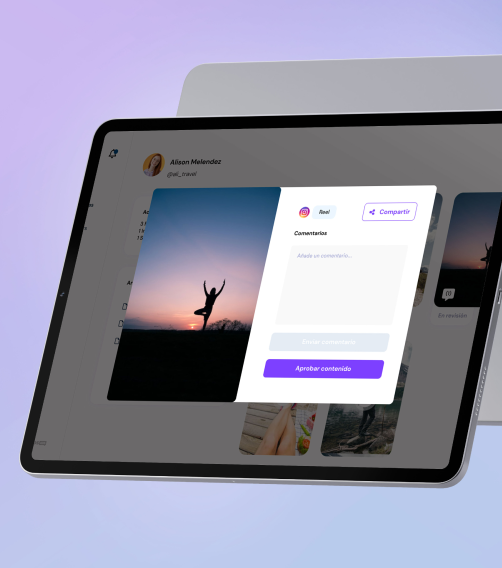 Alison Melendez
@ali_travel
Reel
Compartir
Comentarios
Añade un comentario...
Enviar comentario
Aprobar contenido
En revisión